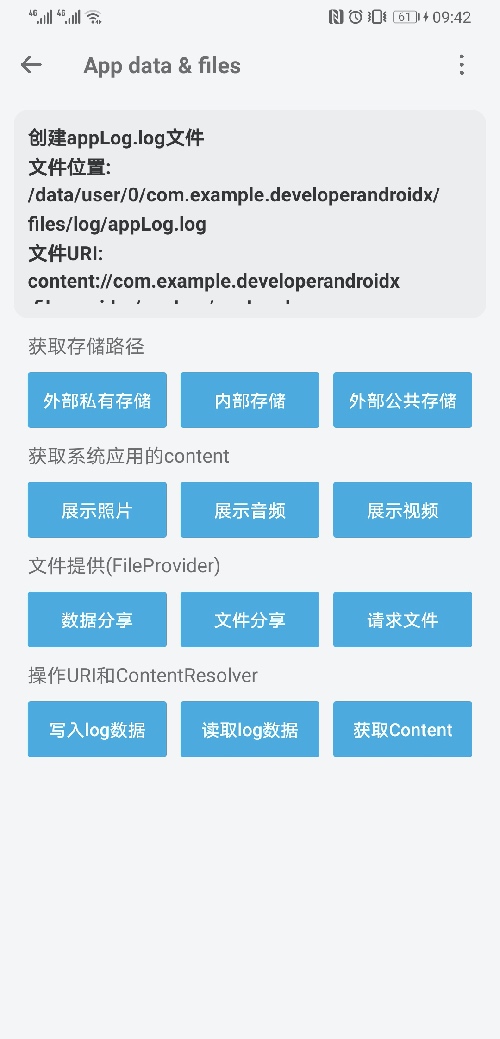 4G 4G 61 09:42
App data & files
创建appLog.log文件
文件位置:
/data/user/0/com.example.developerandroidx/
files/log/appLog.log
文件URI:
content://com.example.developerandroidx
获取存储路径
外部私有存储 内部存储 外部公共存储
获取系统应用的content
展示照片 展示音频 展示视频
文件提供(FileProvider)
数据分享 文件分享 请求文件
操作URI和ContentResolver
写入log数据 读取log数据 获取Content